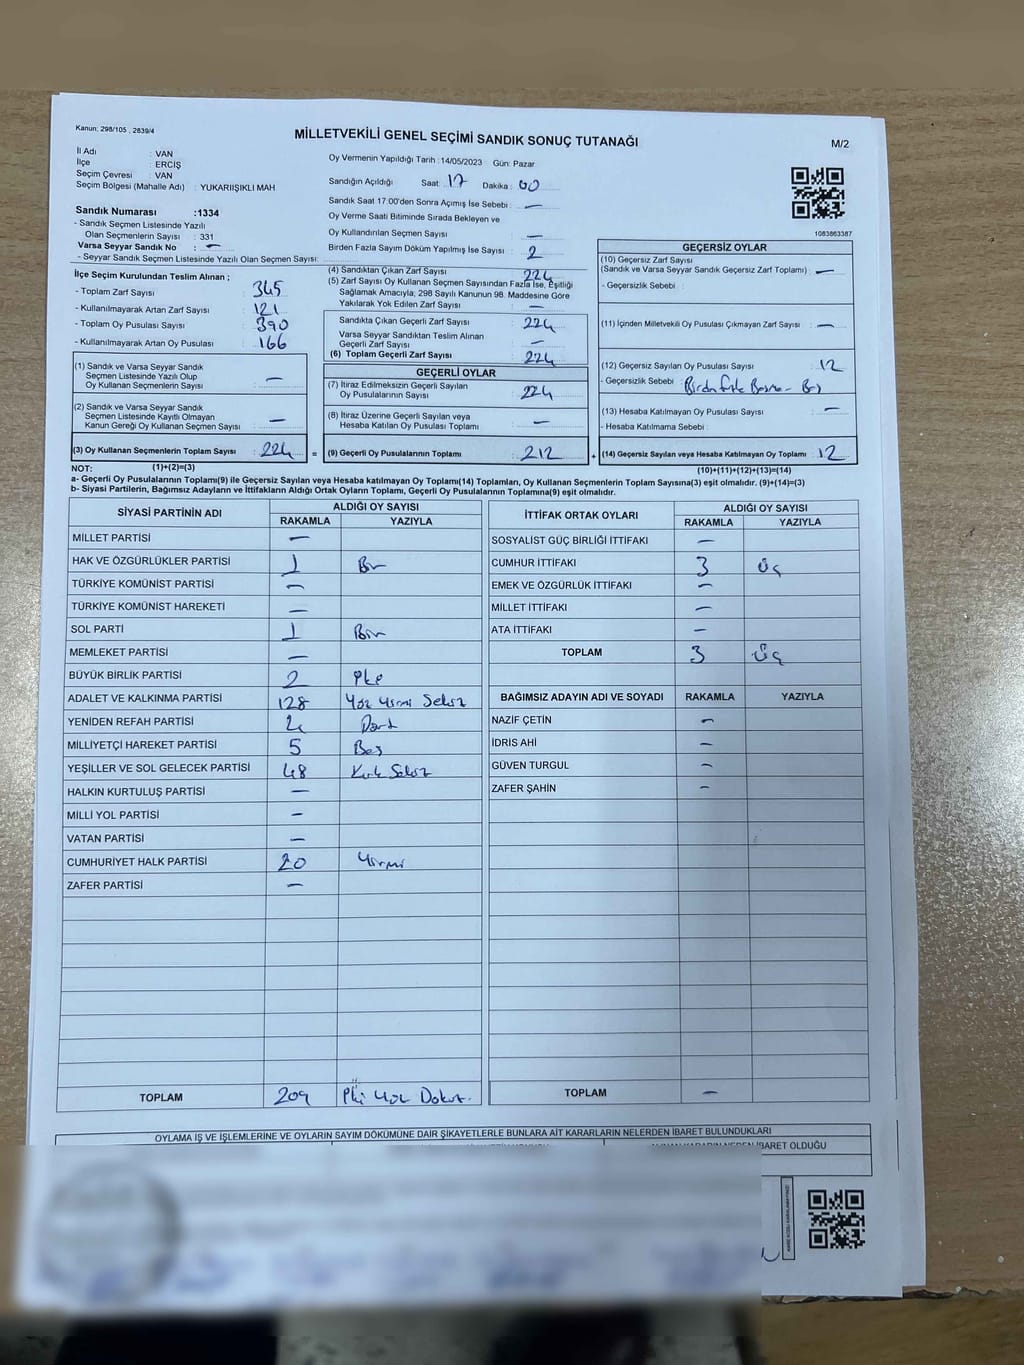 Kanun: 298/105 , 2839/4
MİLLETVEKİLİ GENEL SEÇİMİ SANDIK SONUÇ TUTANAĞI
M/2
İl Adı : VAN
İlçe : ERCİŞ
Seçim Çevresi : VAN
Seçim Bölgesi (Mahalle Adı) : YUKARIIŞIKLI MAH
Sandık Numarası :1334
- Sandık Seçmen Listesinde Yazılı
Olan Seçmenlerin Sayısı : 331
Varsa Seyyar Sandık No : —
- Seyyar Sandık Seçmen Listesinde Yazılı Olan Seçmen Sayısı:
Oy Vermenin Yapıldığı Tarih :14/05/2023 Gün: Pazar
Sandığın Açıldığı Saat : 17 Dakika : 00
Sandık Saat 17:00'den Sonra Açımış İse Sebebi : —
Oy Verme Saati Bitiminde Sırada Bekleyen ve
Oy Kullandırılan Seçmen Sayısı : —
Birden Fazla Sayım Döküm Yapılmış İse Sayısı : 2
1083863387
İlçe Seçim Kurulundan Teslim Alınan ;
- Toplam Zarf Sayısı : 345
- Kullanılmayarak Artan Zarf Sayısı : 121
- Toplam Oy Pusulası Sayısı : 390
- Kullanılmayarak Artan Oy Pusulası : 166
(1) Sandık ve Varsa Seyyar Sandık
Seçmen Listesinde Yazılı Olup
Oy Kullanan Seçmenlerin Sayısı : —
(2) Sandık ve Varsa Seyyar Sandık
Seçmen Listesinde Kayıtlı Olmayan
Kanun Gereği Oy Kullanan Seçmen Sayısı : —
(3) Oy Kullanan Seçmenlerin Toplam Sayısı : 224 =
(1)+(2)=(3)
(4) Sandıktan Çıkan Zarf Sayısı : 224
(5) Zarf Sayısı Oy Kullanan Seçmen Sayısından Fazla İse, Eşitliği
Sağlamak Amacıyla, 298 Sayılı Kanunun 98. Maddesine Göre
Yakılarak Yok Edilen Zarf Sayısı : —
Sandıkta Çıkan Geçerli Zarf Sayısı : 224
Varsa Seyyar Sandıktan Teslim Alınan
Geçerli Zarf Sayısı : —
(6) Toplam Geçerli Zarf Sayısı : 224
GEÇERLİ OYLAR
(7) İtiraz Edilmeksizin Geçerli Sayılan
Oy Pusulalarının Sayısı : 224
(8) İtiraz Üzerine Geçerli Sayılan veya
Hesaba Katılan Oy Pusulası Toplamı : —
(9) Geçerli Oy Pusulalarının Toplamı : 212 +
GEÇERSİZ OYLAR
(10) Geçersiz Zarf Sayısı
(Sandık ve Varsa Seyyar Sandık Geçersiz Zarf Toplamı) : —
- Geçersizlik Sebebi :
(11) İçinden Milletvekili Oy Pusulası Çıkmayan Zarf Sayısı : —
(12) Geçersiz Sayılan Oy Pusulası Sayısı : 12
- Geçersizlik Sebebi : Birden fazla Basma - Boş
(13) Hesaba Katılmayan Oy Pusulası Sayısı : —
- Hesaba Katılmama Sebebi :
(14) Geçersiz Sayılan veya Hesaba Katılmayan Oy Toplamı : 12
(10)+(11)+(12)+(13)=(14)
NOT:
a- Geçerli Oy Pusulalarının Toplamı(9) ile Geçersiz Sayılan veya Hesaba Katılmayan Oy Toplamı(14) Toplamları, Oy Kullanan Seçmenlerin Toplam Sayısına(3) eşit olmalıdır. (9)+(14)=(3)
b- Siyasi Partilerin, Bağımsız Adayların ve İttifakların Aldığı Ortak Oyların Toplamı, Geçerli Oy Pusulalarının Toplamına(9) eşit olmalıdır.
SİYASİ PARTİNİN ADI ALDIĞI OY SAYISI
RAKAMLA YAZIYLA
MİLLET PARTİSİ —
HAK VE ÖZGÜRLÜKLER PARTİSİ 1 Bir
TÜRKİYE KOMÜNİST PARTİSİ —
TÜRKİYE KOMÜNİST HAREKETİ —
SOL PARTİ 1 Bir
MEMLEKET PARTİSİ —
BÜYÜK BİRLİK PARTİSİ 2 İki
ADALET VE KALKINMA PARTİSİ 128 Yüz Yirmi Sekiz
YENİDEN REFAH PARTİSİ 4 Dört
MİLLİYETÇİ HAREKET PARTİSİ 5 Beş
YEŞİLLER VE SOL GELECEK PARTİSİ 48 Kırk Sekiz
HALKIN KURTULUŞ PARTİSİ —
MİLLİ YOL PARTİSİ —
VATAN PARTİSİ —
CUMHURİYET HALK PARTİSİ 20 Yirmi
ZAFER PARTİSİ —
TOPLAM 209 İki Yüz Dokuz
İTTİFAK ORTAK OYLARI ALDIĞI OY SAYISI
RAKAMLA YAZIYLA
SOSYALİST GÜÇ BİRLİĞİ İTTİFAKI —
CUMHUR İTTİFAKI 3 Üç
EMEK VE ÖZGÜRLÜK İTTİFAKI —
MİLLET İTTİFAKI —
ATA İTTİFAKI —
TOPLAM 3 Üç
BAĞIMSIZ ADAYIN ADI VE SOYADI RAKAMLA YAZIYLA
NAZİF ÇETİN —
İDRİS AHİ —
GÜVEN TURGUL —
ZAFER ŞAHİN —
TOPLAM —
OYLAMA İŞ VE İŞLEMLERİNE VE OYLARIN SAYIM DÖKÜMÜNE DAİR ŞİKAYETLERLE BUNLARA AİT KARARLARIN NELERDEN İBARET BULUNDUKLARI
İBARET OLDUĞU